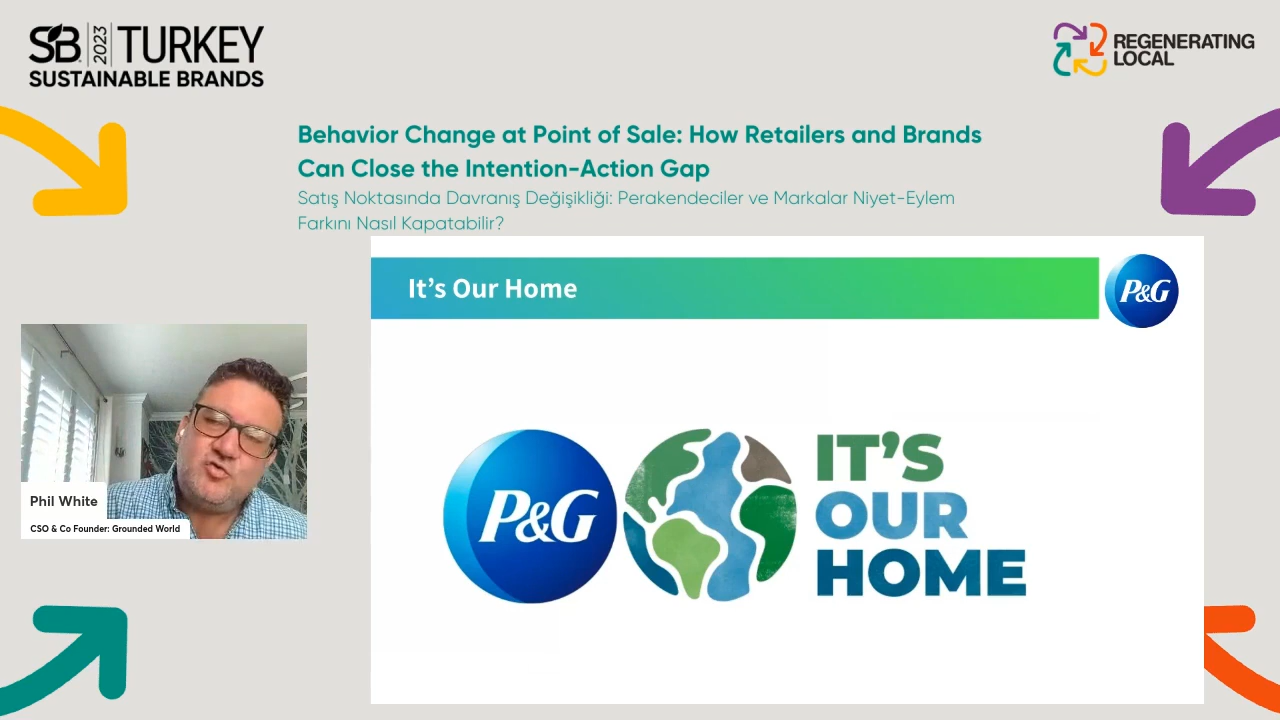 SB 2023 TURKEY
SUSTAINABLE BRANDS
REGENERATING
LOCAL
Behavior Change at Point of Sale: How Retailers and Brands
Can Close the Intention-Action Gap
Satış Noktasında Davranış Değişikliği: Perakendeciler ve Markalar Niyet-Eylem
Farkını Nasıl Kapatabilir?
It's Our Home
P&G
P&G
IT'S
OUR
HOME
Phil White
CSO & Co Founder: Grounded World